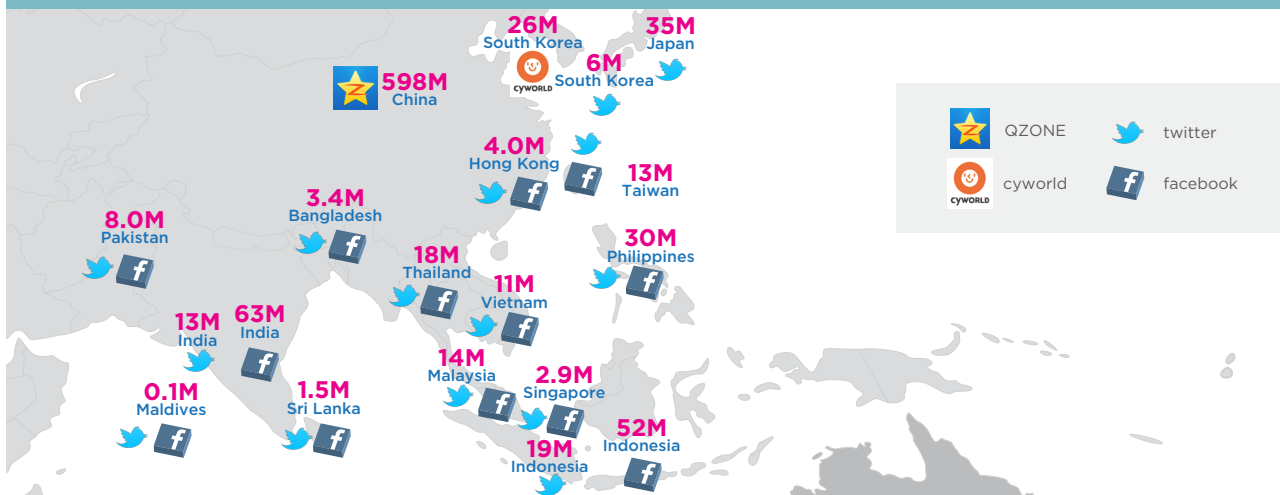 26M
South Korea
CYWORLD
35M
Japan
6M
South Korea
598M
China
4.0M
Hong Kong
13M
Taiwan
3.4M
Bangladesh
8.0M
Pakistan
18M
Thailand
30M
Philippines
11M
Vietnam
13M
India
63M
India
14M
Malaysia
2.9M
Singapore
0.1M
Maldives
1.5M
Sri Lanka
52M
Indonesia
19M
Indonesia
QZONE
twitter
CYWORLD
cyworld
facebook